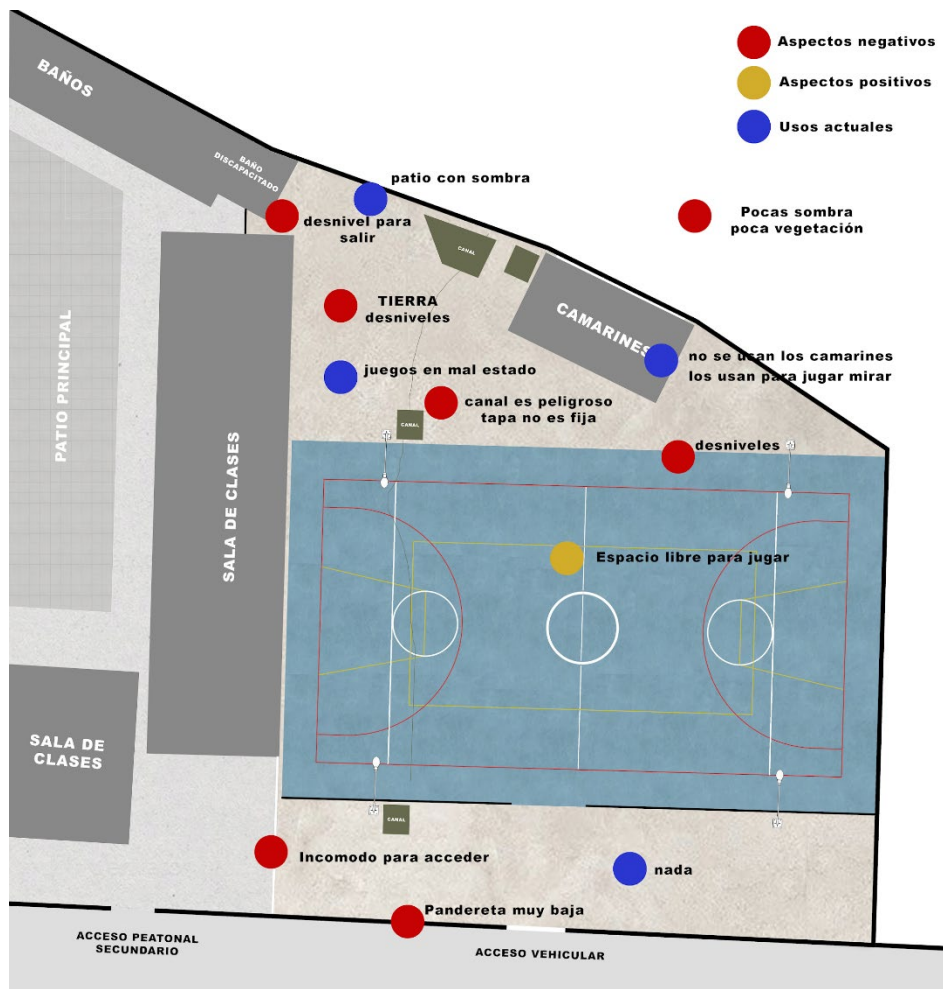 Aspectos negativos
Aspectos positivos
Usos actuales
Pocas sombra
poca vegetación
BAÑOS
BAÑO
DISCAPACITADO
patio con sombra
desnivel para
salir
CANAL
CAMARINES
TIERRA
desniveles
no se usan los camarines
los usan para jugar mirar
juegos en mal estado
canal es peligroso
tapa no es fija
CANAL
desniveles
PATIO PRINCIPAL
SALA DE CLASES
Espacio libre para jugar
SALA DE
CLASES
CANAL
Incomodo para acceder
nada
Pandereta muy baja
ACCESO PEATONAL
SECUNDARIO
ACCESO VEHICULAR